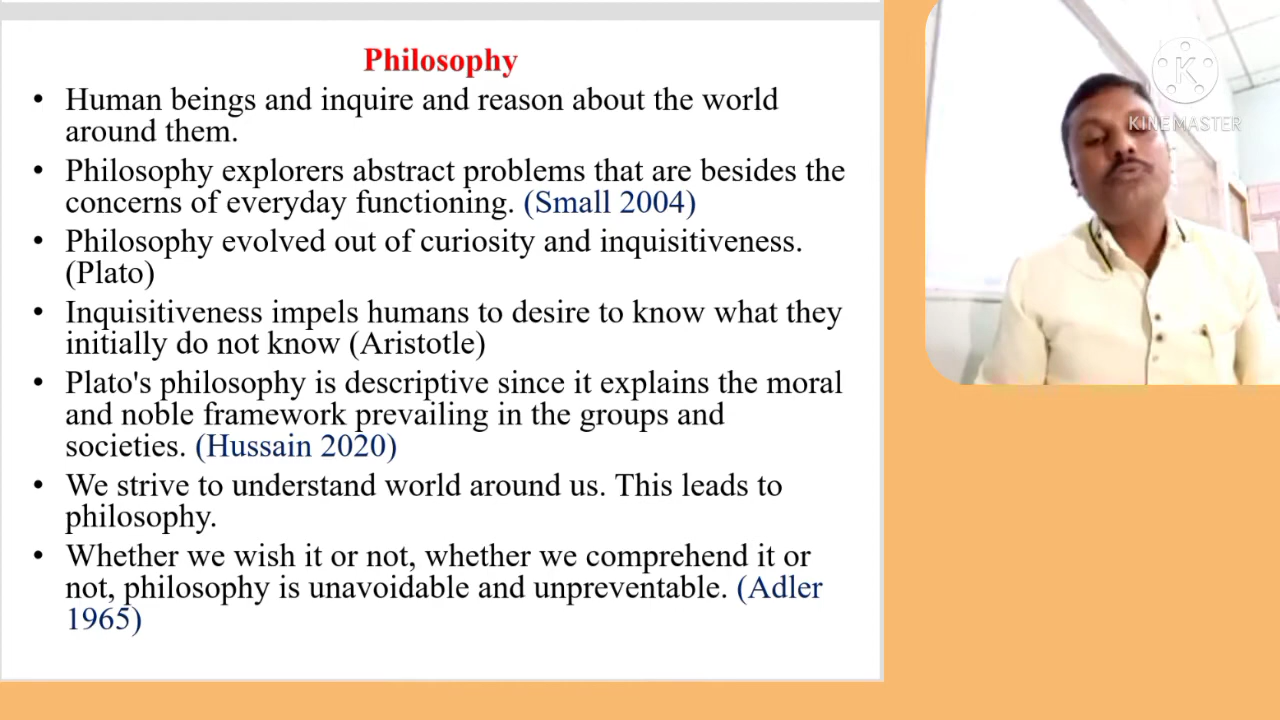 Philosophy
• Human beings and inquire and reason about the world
around them.
• Philosophy explorers abstract problems that are besides the
concerns of everyday functioning. (Small 2004)
• Philosophy evolved out of curiosity and inquisitiveness.
(Plato)
• Inquisitiveness impels humans to desire to know what they
initially do not know (Aristotle)
• Plato's philosophy is descriptive since it explains the moral
and noble framework prevailing in the groups and
societies. (Hussain 2020)
• We strive to understand world around us. This leads to
philosophy.
• Whether we wish it or not, whether we comprehend it or
not, philosophy is unavoidable and unpreventable. (Adler
1965)
K
KINEMASTER